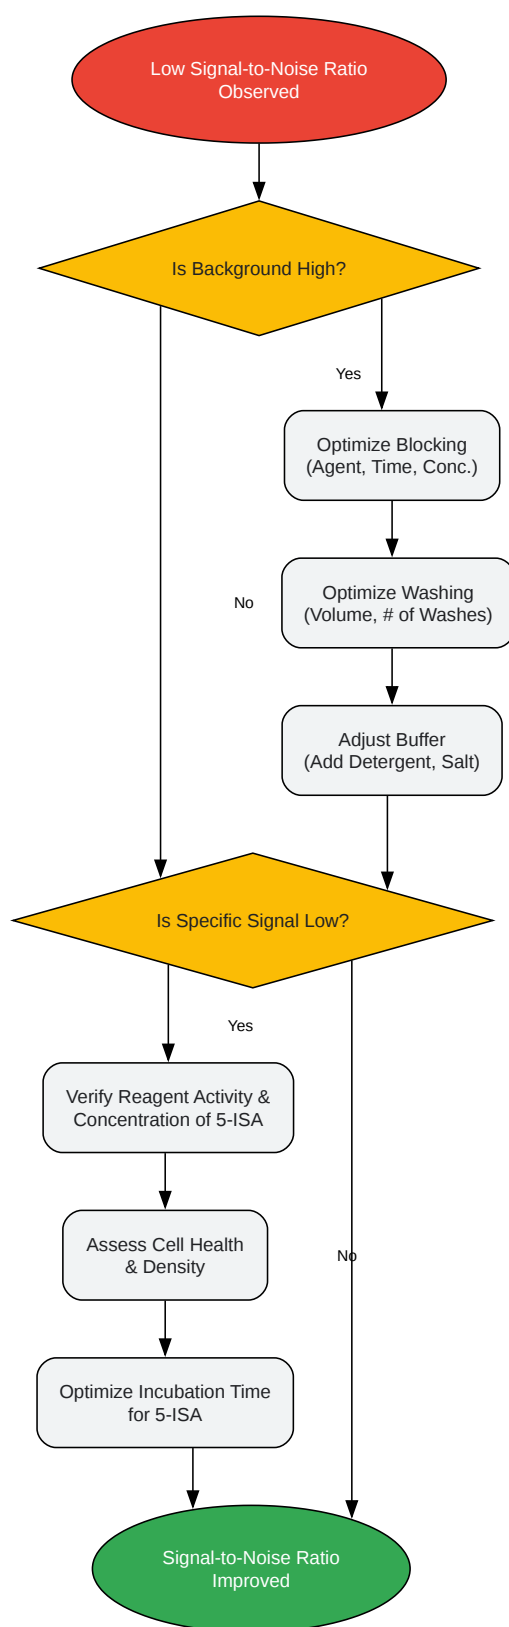 Low Signal-to-Noise Ratio
Observed
Is Background High?
Yes
Optimize Blocking
(Agent, Time, Conc.)
Optimize Washing
(Volume, # of Washes)
No
Adjust Buffer
(Add Detergent, Salt)
Is Specific Signal Low?
Yes
Verify Reagent Activity &
Concentration of 5-ISA
Assess Cell Health
& Density
No
Optimize Incubation Time
for 5-ISA
Signal-to-Noise Ratio
Improved